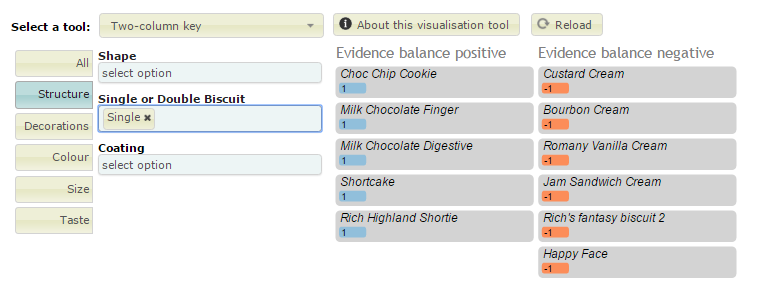 Select a tool: Two-column key About this visualisation tool Reload
All
Structure
Decorations
Colour
Size
Taste
Shape
select option
Single or Double Biscuit
Single ✖
Coating
select option
Evidence balance positive
Choc Chip Cookie
1
Milk Chocolate Finger
1
Milk Chocolate Digestive
1
Shortcake
1
Rich Highland Shortie
1
Evidence balance negative
Custard Cream
-1
Bourbon Cream
-1
Romany Vanilla Cream
-1
Jam Sandwich Cream
-1
Rich's fantasy biscuit 2
-1
Happy Face
-1